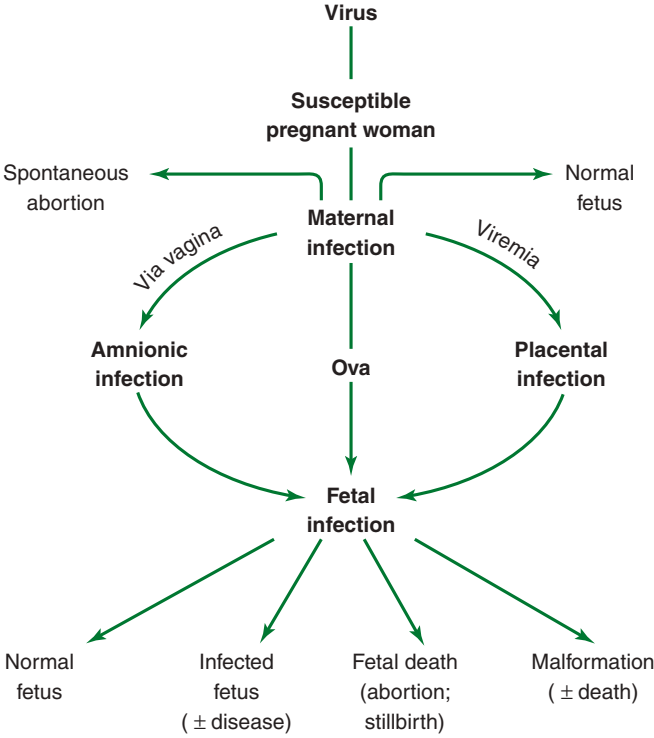 Virus
Susceptible
pregnant woman
Spontaneous
abortion
Normal
fetus
Maternal
infection
Via vagina
Viremia
Amnionic
infection
Ova
Placental
infection
Fetal
infection
Normal
fetus
Infected
fetus
( ± disease)
Fetal death
(abortion;
stillbirth)
Malformation
( ± death)